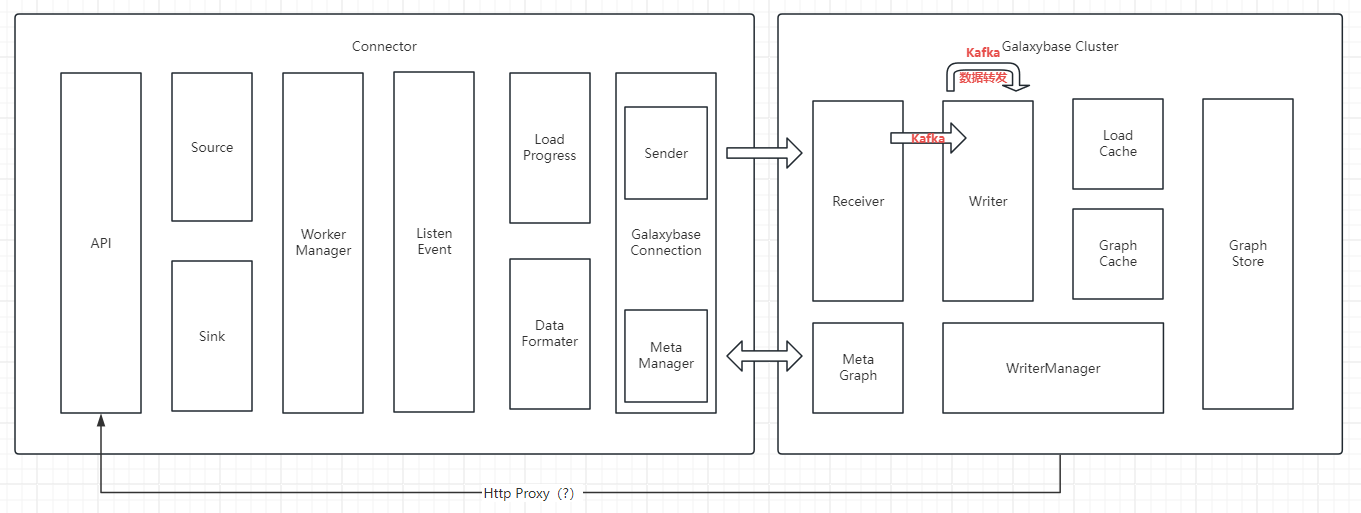 Connector
API
Source
Sink
Worker
Manager
Listen
Event
Load
Progress
Data
Formater
Sender
Galaxybase
Connection
Meta
Manager
Galaxybase Cluster
Kafka
数据转发
Receiver
Kafka
Writer
Load
Cache
Graph
Cache
Graph
Store
Meta
Graph
WriterManager
Http Proxy（?）